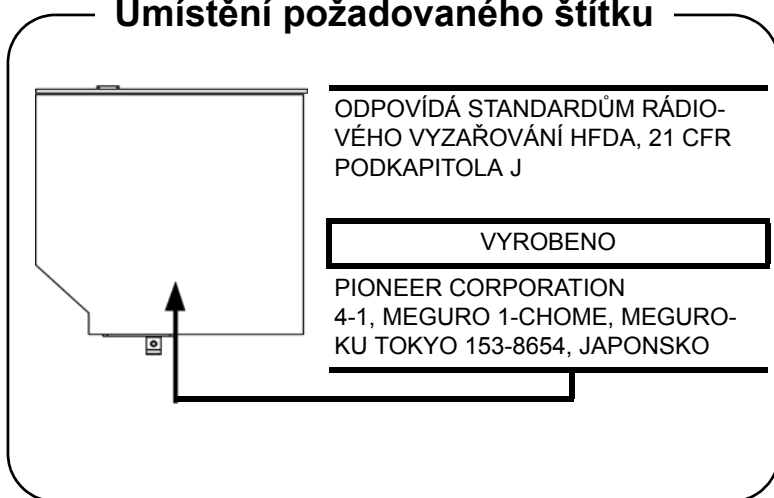 Umístění požadovaného štítku
ODPOVÍDÁ STANDARDŮM RÁDIO-
VÉHO VYZAŘOVÁNÍ HFDA, 21 CFR
PODKAPITOLA J
VYROBENO
PIONEER CORPORATION
4-1, MEGURO 1-CHOME, MEGURO-
KU TOKYO 153-8654, JAPONSKO